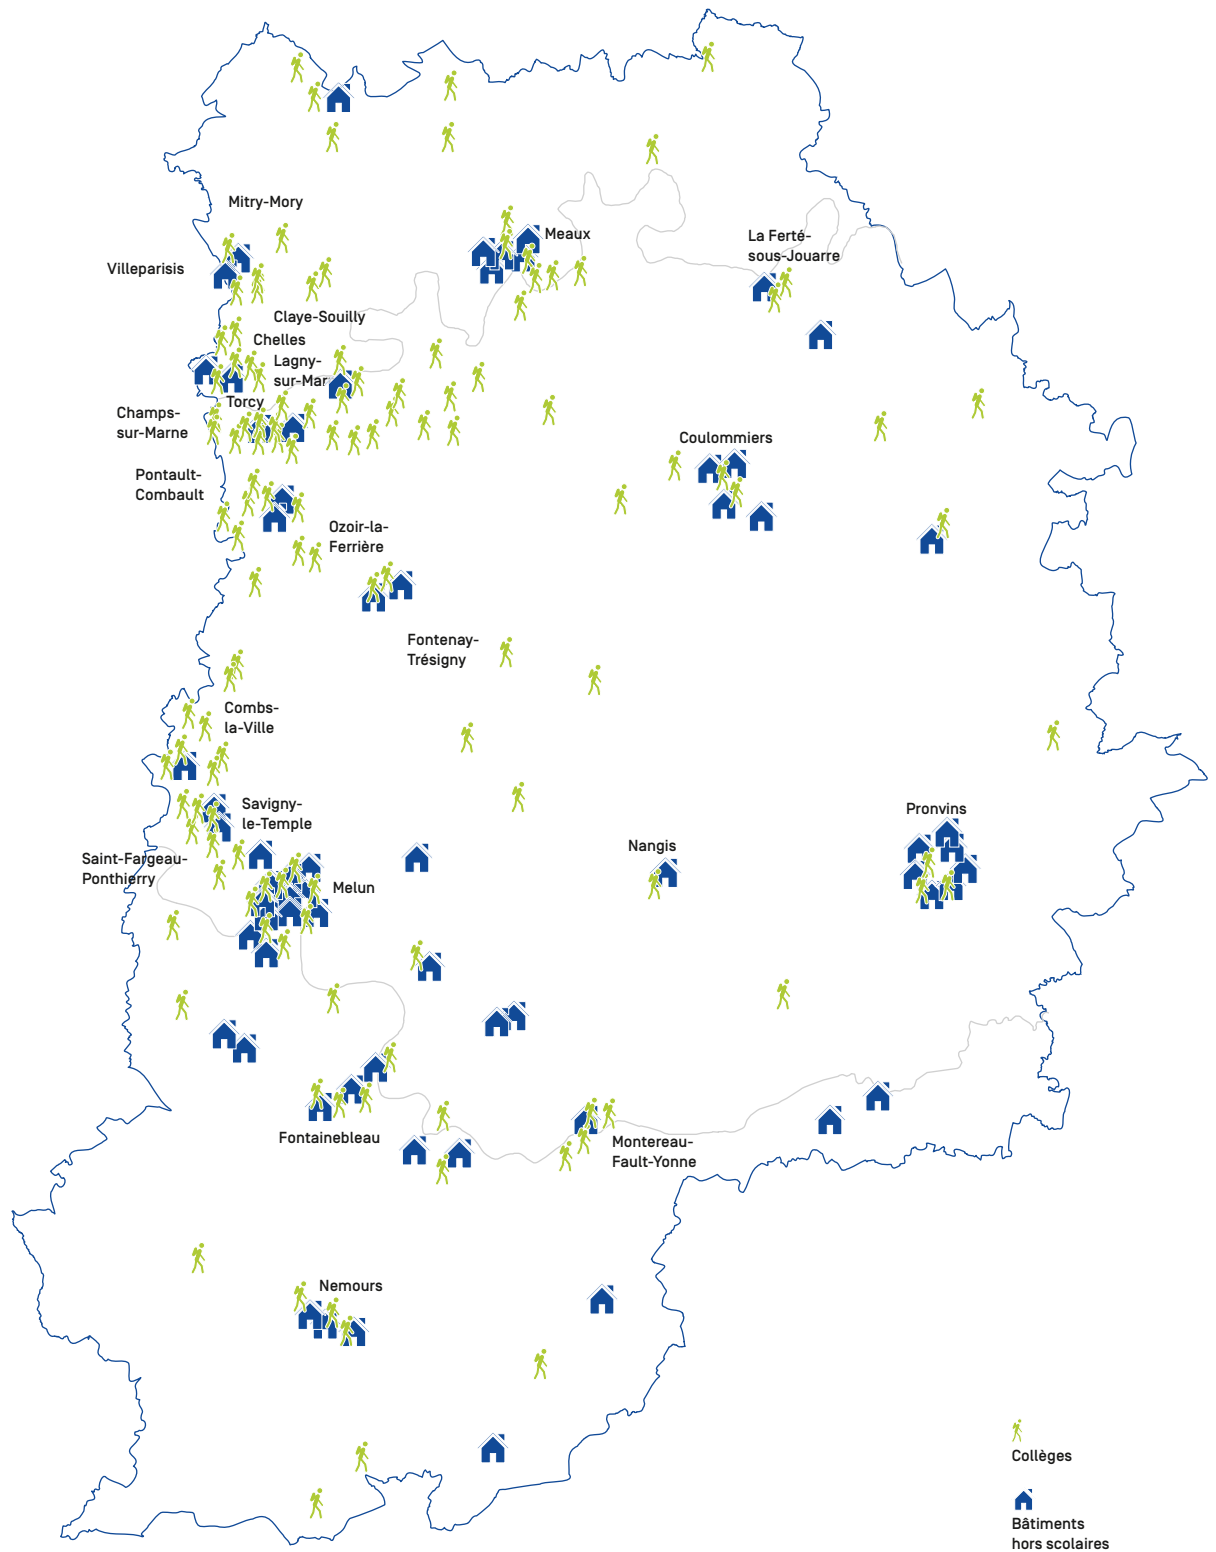 Mitry-Mory
Meaux
La Ferté-
sous-Jouarre
Villeparisis
Claye-Souilly
Chelles
Lagny-
sur-Mar
Torcy
Champs-
sur-Marne
Coulommiers
Pontault-
Combault
Ozoir-la-
Ferrière
Fontenay-
Trésigny
Combs-
la-Ville
Savigny-
le-Temple
Pronvins
Nangis
Saint-Fargeau-
Ponthierry
Melun
Fontainebleau
Montereau-
Fault-Yonne
Nemours
Collèges
Bâtiments
hors scolaires